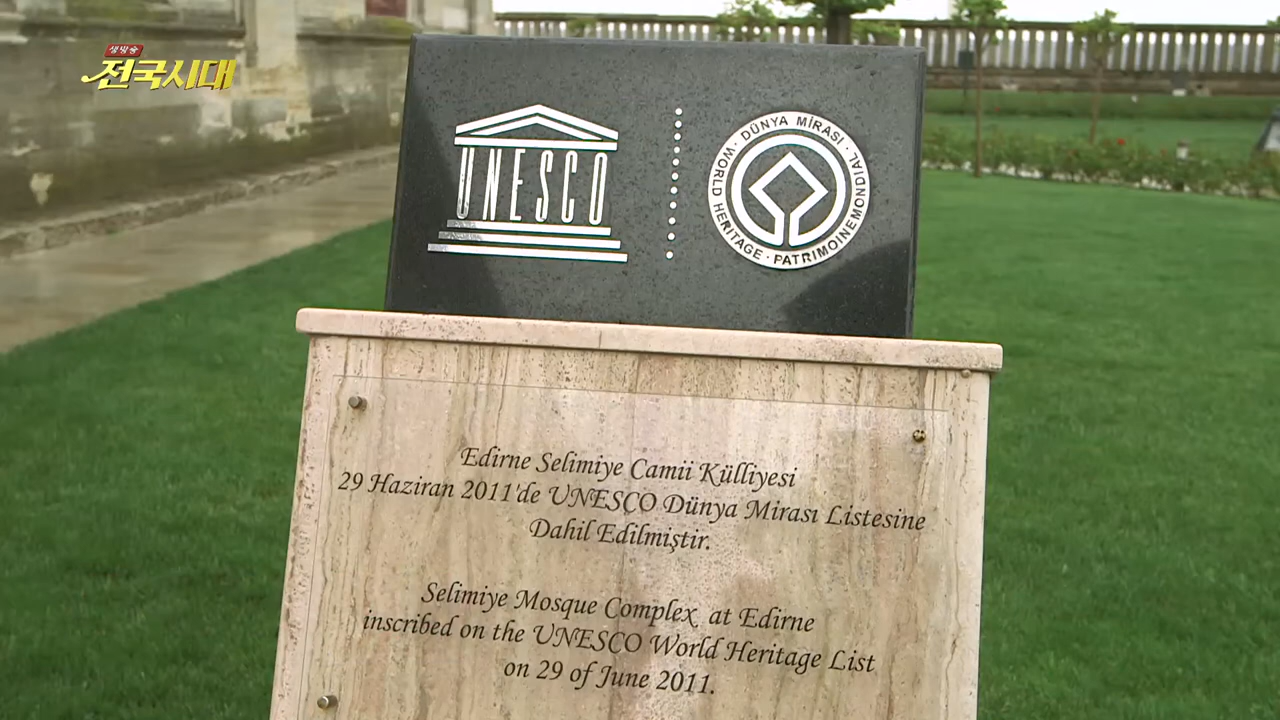 생방송
전국시대
UNESCO
DÜNYA MİRASI · WORLD HERITAGE · PATRIMOINE MONDIAL ·
Edirne Selimiye Camii Külliyesi
29 Haziran 2011'de UNESCO Dünya Mirası Listesine
Dahil Edilmiştir.
Selimiye Mosque Complex at Edirne
inscribed on the UNESCO World Heritage List
on 29 of June 2011.